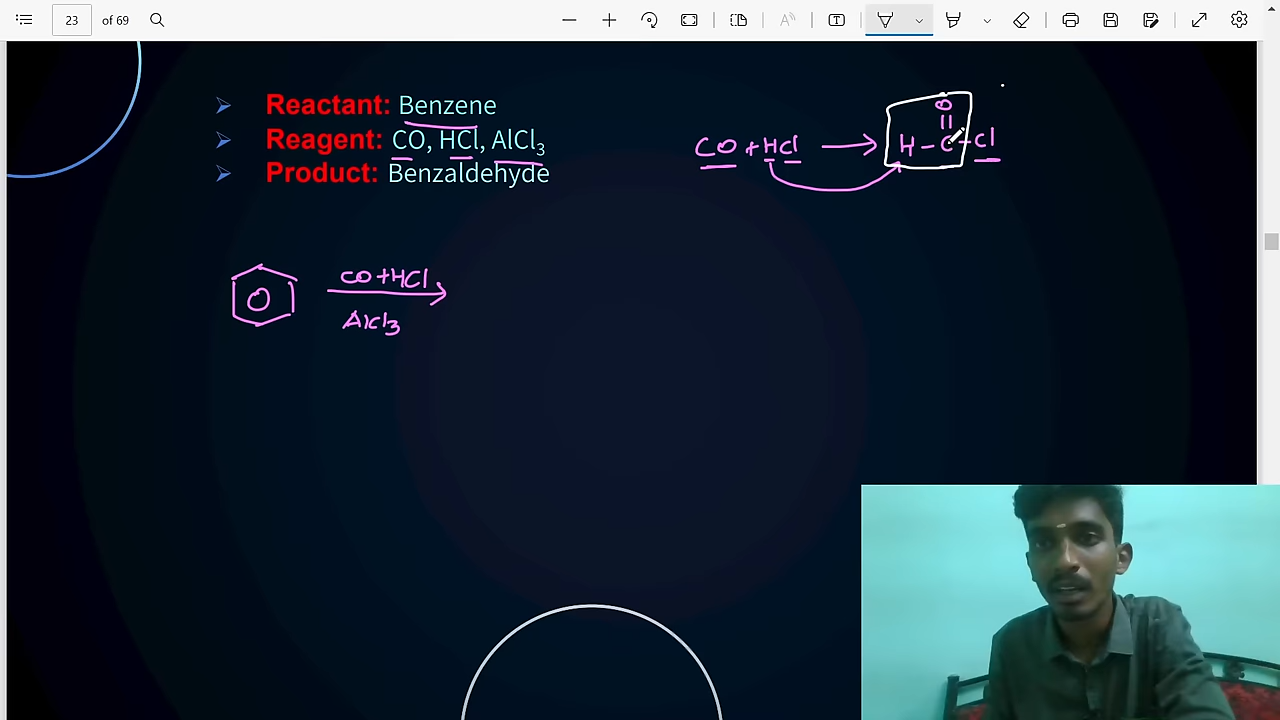 23 of 69
➤ Reactant: Benzene
➤ Reagent: CO, HCl, AlCl₃
➤ Product: Benzaldehyde
O
CO + HCl → H – C – Cl
CO + HCl
AlCl₃